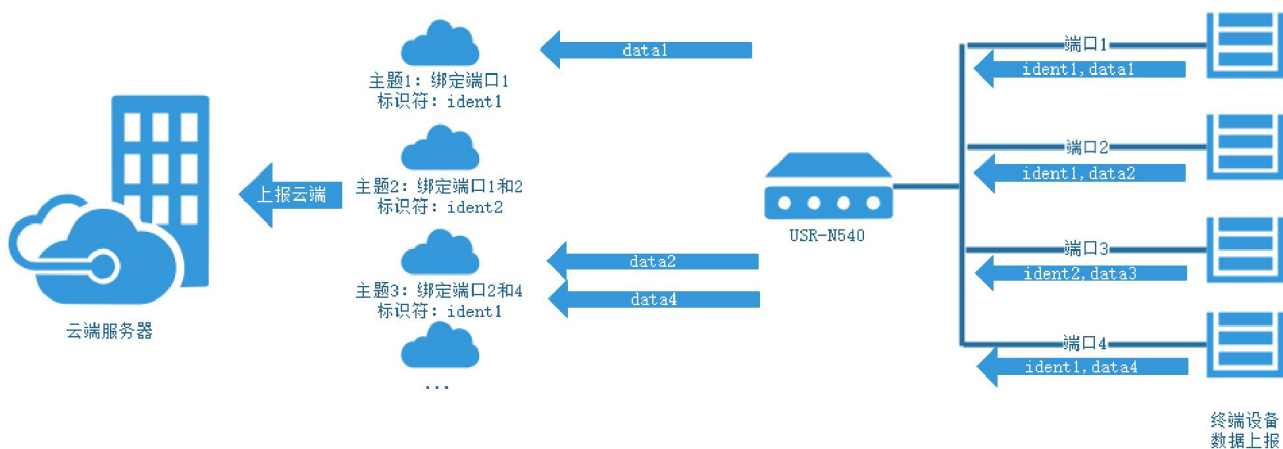 data1
主题1：绑定端口1
标识符：ident1
主题2：绑定端口1和2
标识符：ident2
上报云端
data2
主题3：绑定端口2和4
标识符：ident1
data4
...
云端服务器
USR-N540
端口1
ident1,data1
端口2
ident1,data2
端口3
ident2,data3
端口4
ident1,data4
终端设备
数据上报